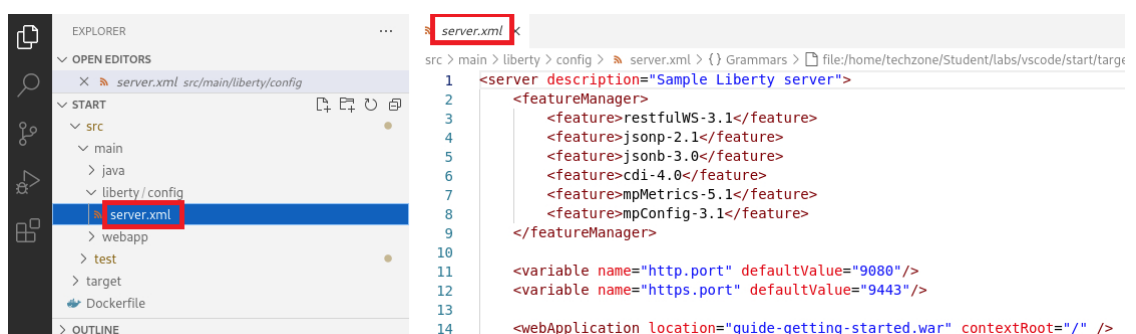 EXPLORER
...
OPEN EDITORS
server.xml src/main/liberty/config
START
src
main
java
liberty/config
server.xml
webapp
test
target
Dockerfile
OUTLINE
server.xml
src > main > liberty > config > server.xml > {} Grammars > file:/home/techzone/Student/labs/vscode/start/targe
1 <server description="Sample Liberty server">
2 <featureManager>
3 <feature>restfulWS-3.1</feature>
4 <feature>jsonp-2.1</feature>
5 <feature>jsonb-3.0</feature>
6 <feature>cdi-4.0</feature>
7 <feature>mpMetrics-5.1</feature>
8 <feature>mpConfig-3.1</feature>
9 </featureManager>
10
11 <variable name="http.port" defaultValue="9080"/>
12 <variable name="https.port" defaultValue="9443"/>
13
14 <webApplication location="guide-getting-started.war" contextRoot="/" />